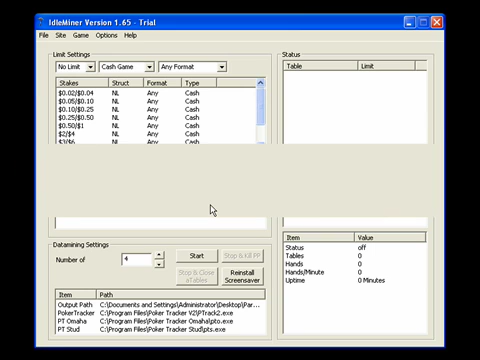 IdleMiner Version 1.65 - Trial
File Site Game Options Help
Limit Settings
No Limit Cash Game Any Format
Stakes Struct Format Type
$0.02/$0.04 NL Any Cash
$0.05/$0.10 NL Any Cash
$0.10/$0.25 NL Any Cash
$0.25/$0.50 NL Any Cash
$0.50/$1 NL Any Cash
$2/$4 NL Any Cash
$3/$6 NL Any Cash
Status
Table Limit
Datamining Settings
Number of 4
Start Stop & Kill PP
Stop & Close aTables Reinstall Screensaver
Item Path
Output Path C:\Documents and Settings\Administrator\Desktop\Par...
PokerTracker C:\Program Files\Poker Tracker V2\PTrack2.exe
PT Omaha C:\Program Files\Poker Tracker Omaha\pto.exe
PT Stud C:\Program Files\Poker Tracker Stud\pts.exe
Item Value
Status off
Tables 0
Hands 0
Hands/Minute 0
Uptime 0 Minutes